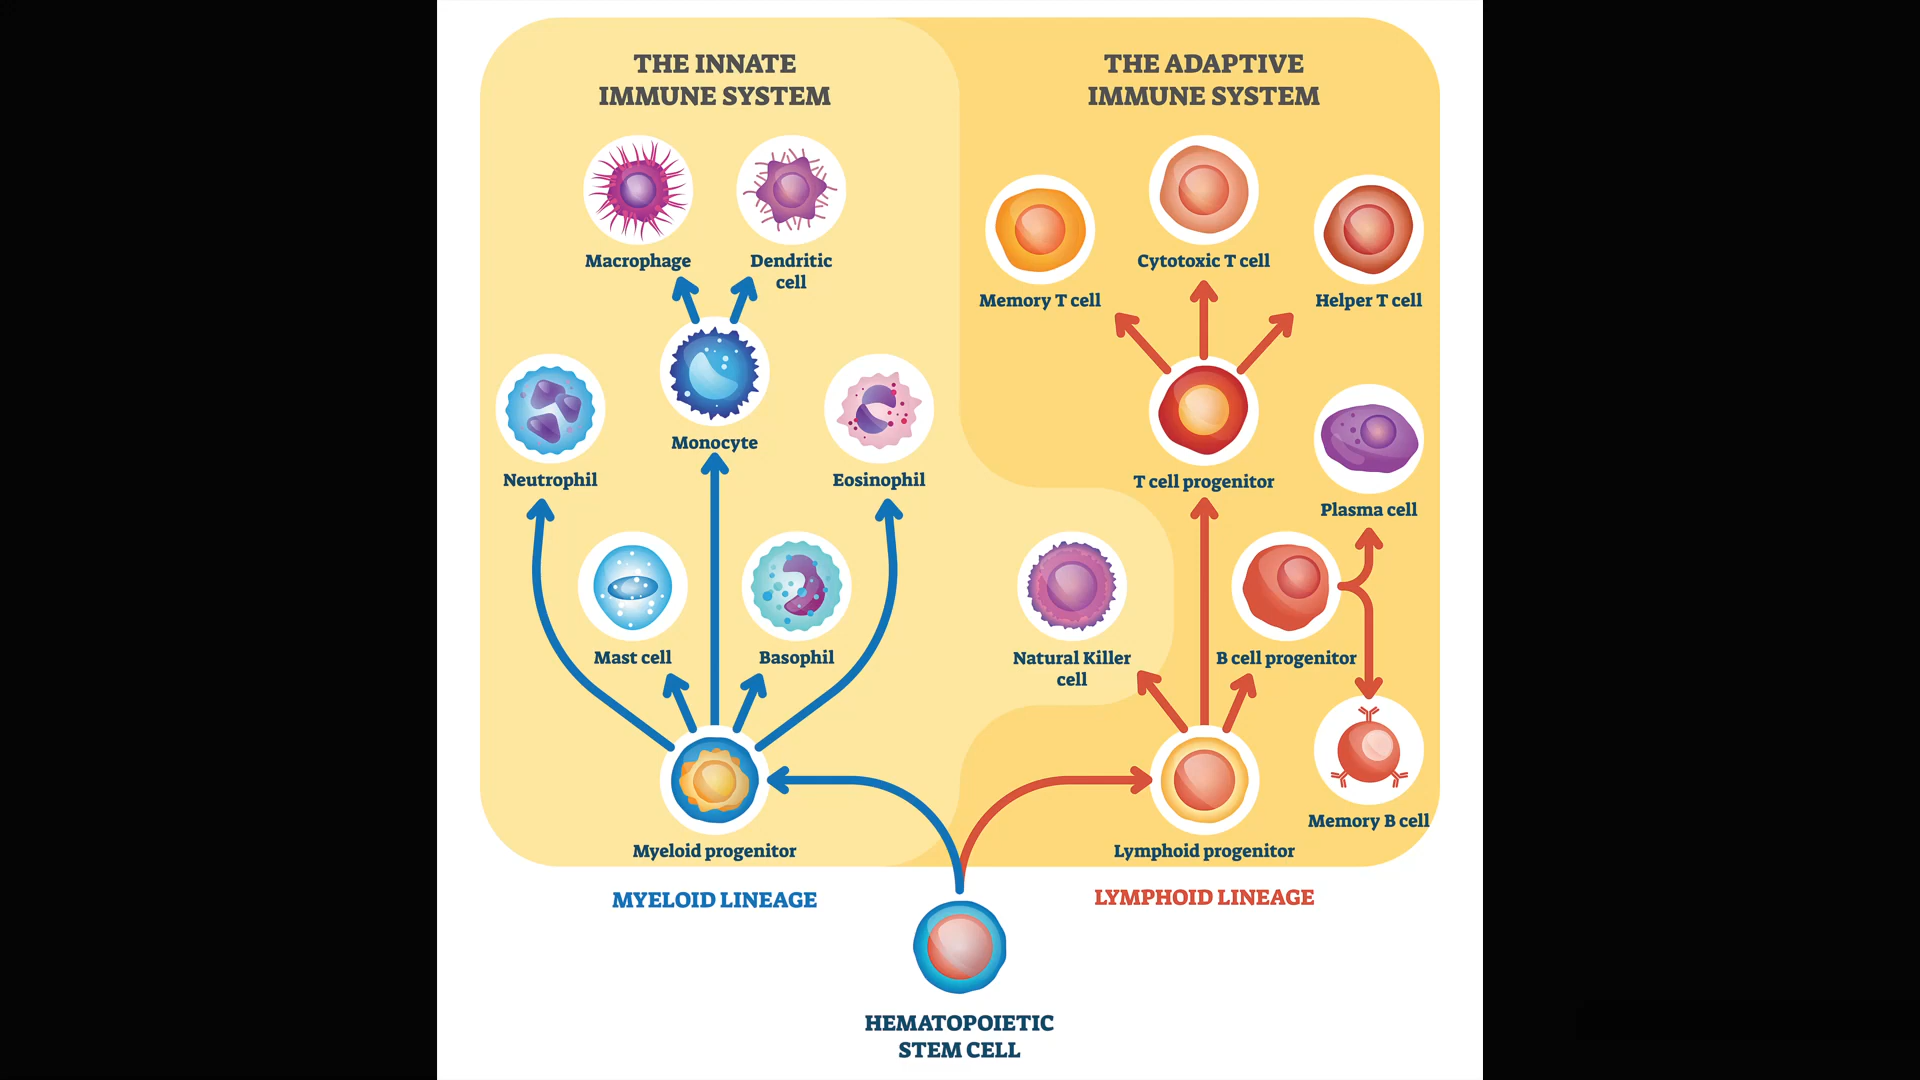 THE INNATE
IMMUNE SYSTEM
THE ADAPTIVE
IMMUNE SYSTEM
Macrophage
Dendritic
cell
Monocyte
Neutrophil
Eosinophil
Mast cell
Basophil
Myeloid progenitor
MYELOID LINEAGE
Memory T cell
Cytotoxic T cell
Helper T cell
T cell progenitor
Plasma cell
Natural Killer
cell
B cell progenitor
Memory B cell
Lymphoid progenitor
LYMPHOID LINEAGE
HEMATOPOIETIC
STEM CELL